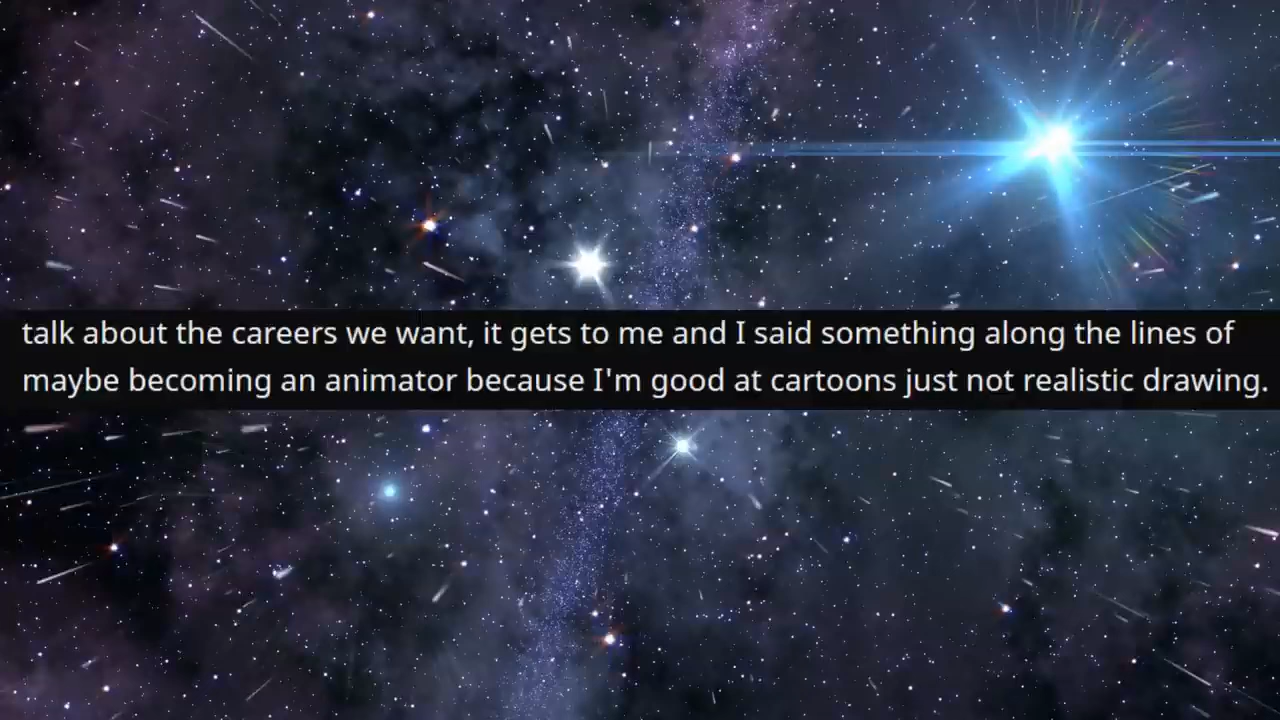 talk about the careers we want, it gets to me and I said something along the lines of
maybe becoming an animator because I'm good at cartoons just not realistic drawing.